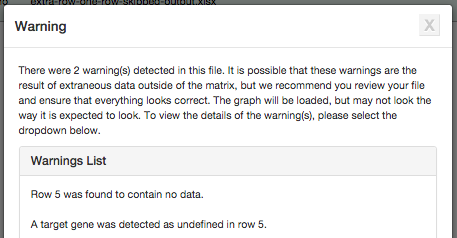 extra-row-one-row-skipped-output.xlsx
Warning
X
There were 2 warning(s) detected in this file. It is possible that these warnings are the
result of extraneous data outside of the matrix, but we recommend you review your file
and ensure that everything looks correct. The graph will be loaded, but may not look the
way it is expected to look. To view the details of the warning(s), please select the
dropdown below.
Warnings List
Row 5 was found to contain no data.
A target gene was detected as undefined in row 5.